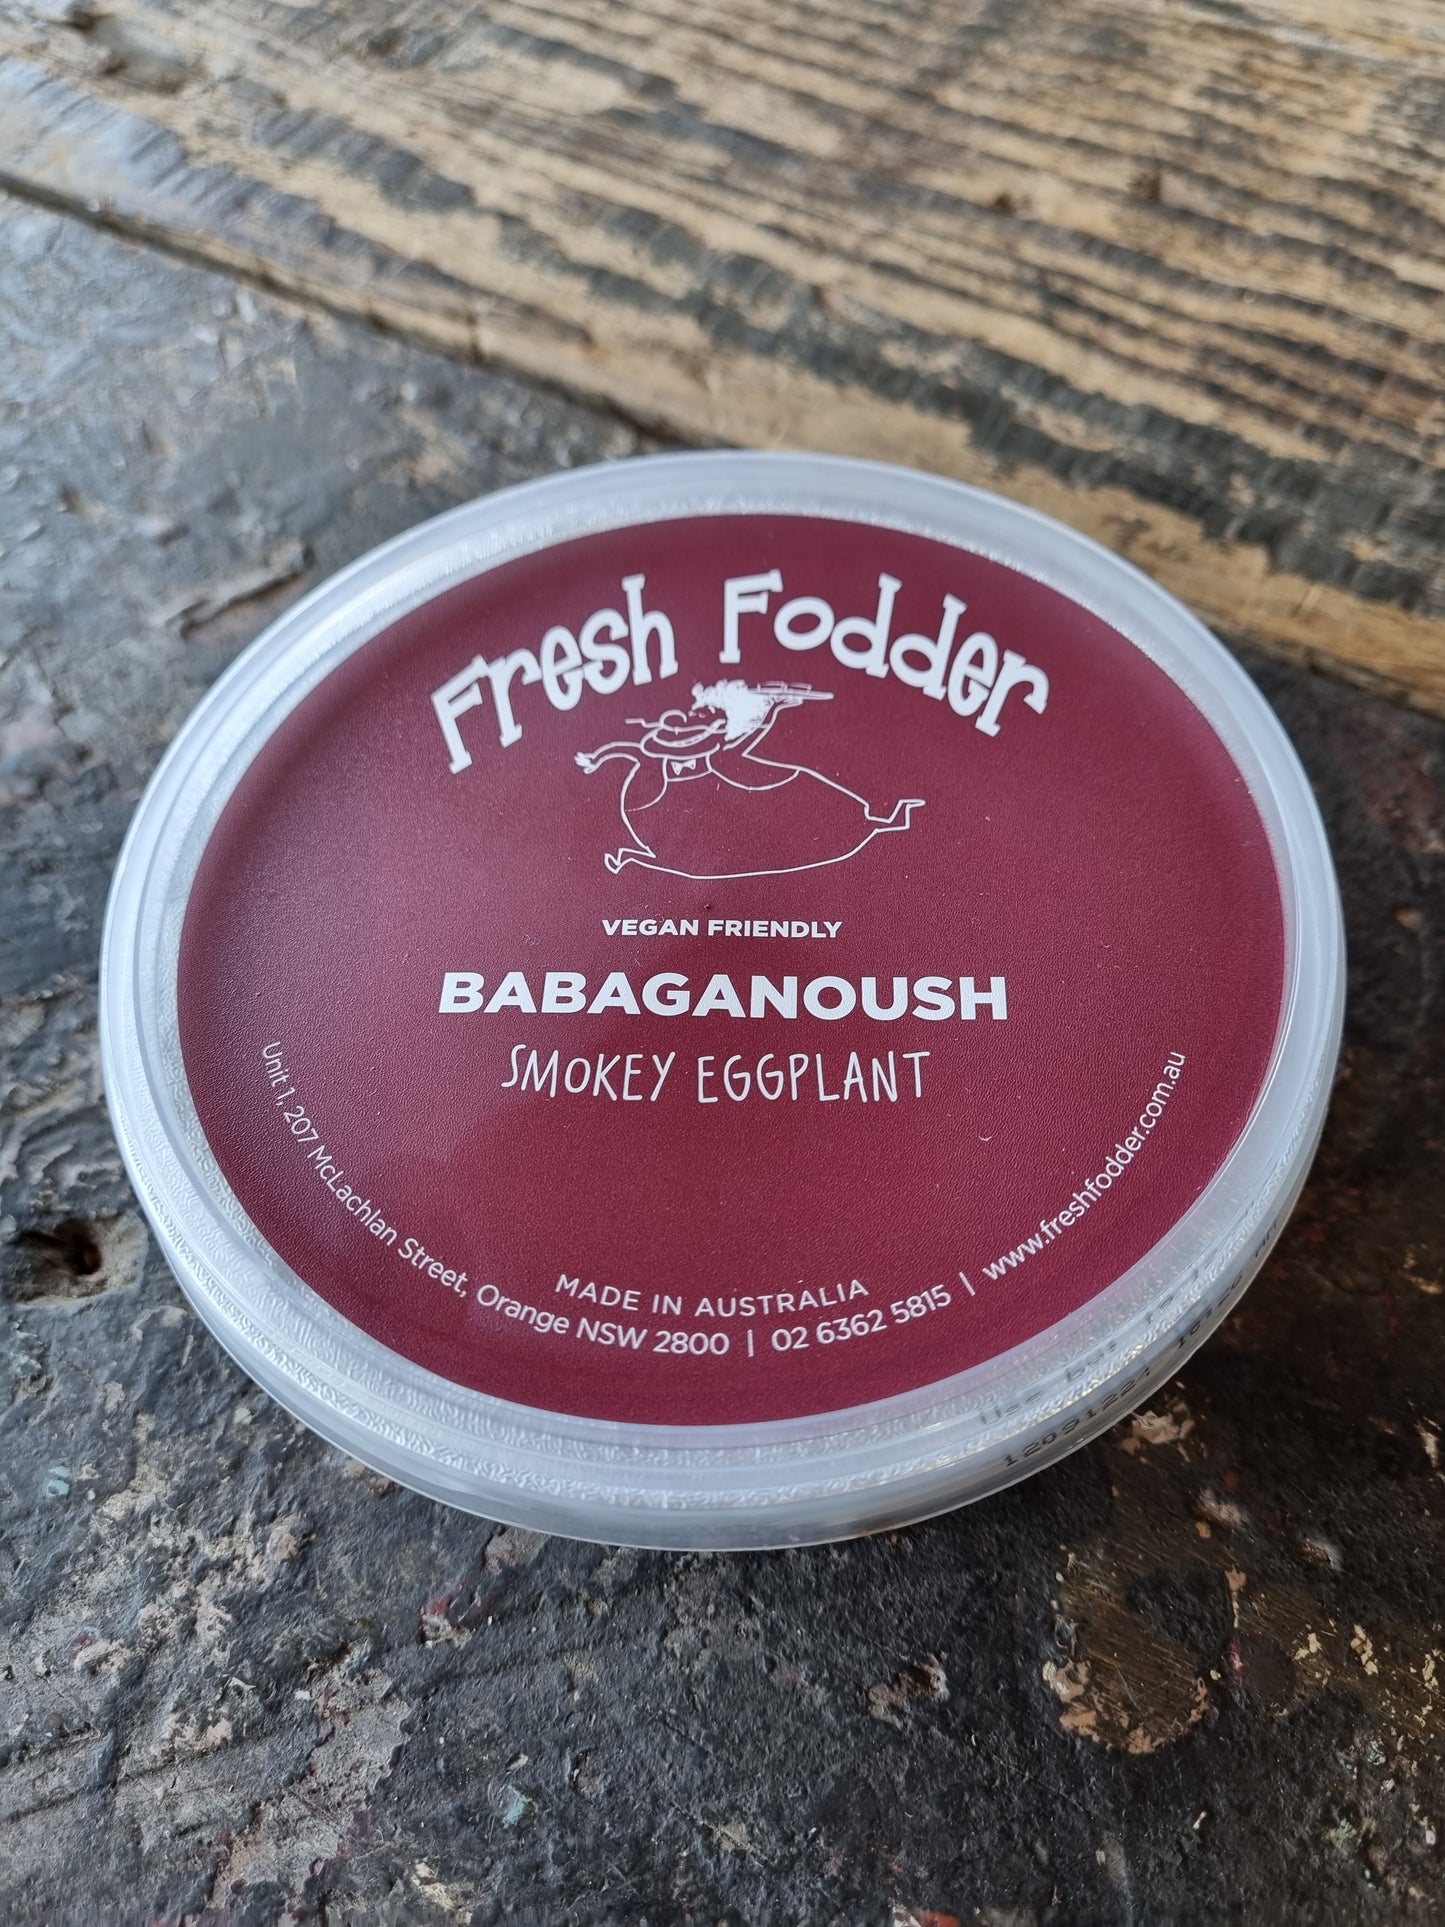 Fresh Fodder
VEGAN FRIENDLY
BABAGANOUSH
SMOKEY EGGPLANT
MADE IN AUSTRALIA
Unit 1, 207 McLachlan Street, Orange NSW 2800 | 02 6362 5815 | www.freshfodder.com.au
Use